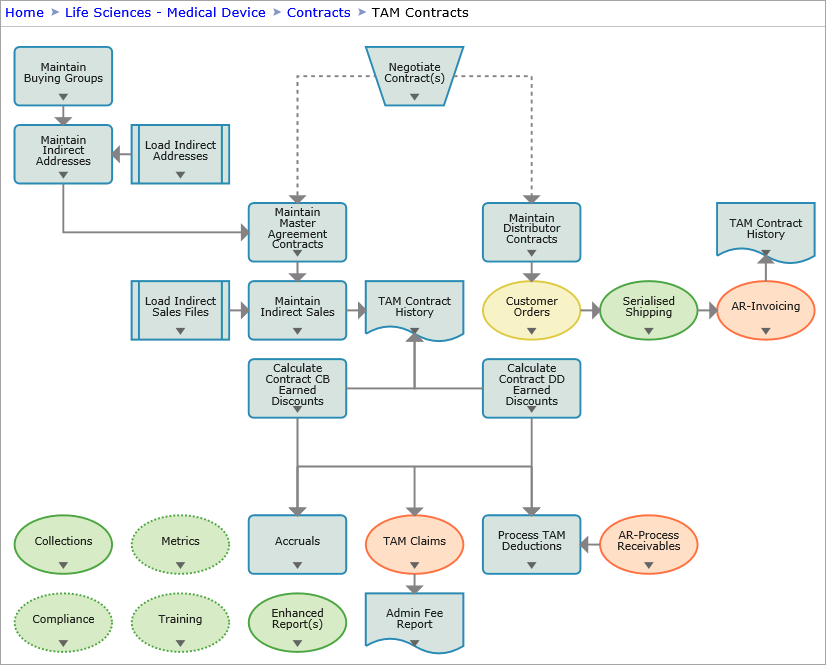 Home > Life Sciences - Medical Device > Contracts > TAM Contracts
Maintain
Buying Groups
Negotiate
Contract(s)
Maintain
Indirect
Addresses
Load Indirect
Addresses
Maintain
Master
Agreement
Contracts
Maintain
Distributor
Contracts
TAM Contract
History
Load Indirect
Sales Files
Maintain
Indirect Sales
TAM Contract
History
Customer
Orders
Serialised
Shipping
AR-Invoicing
Calculate
Contract CB
Earned
Discounts
Calculate
Contract DD
Earned
Discounts
Collections
Metrics
Accruals
TAM Claims
Process TAM
Deductions
AR-Process
Receivables
Compliance
Training
Enhanced
Report(s)
Admin Fee
Report